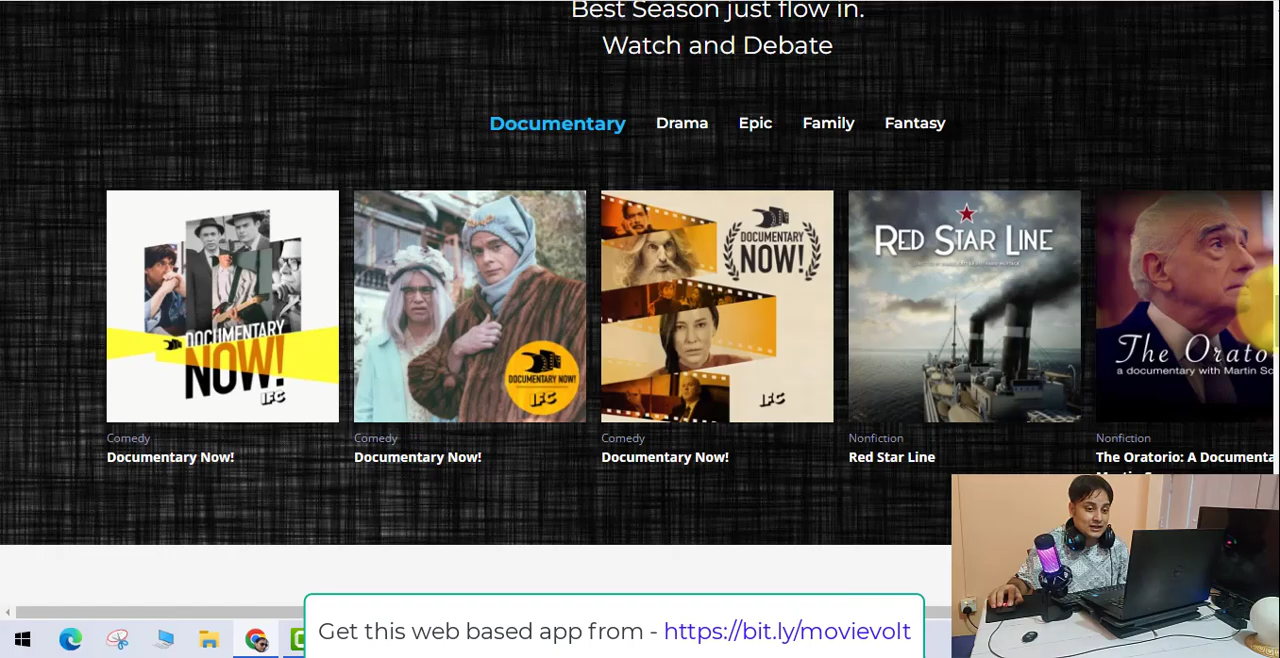 Best Season just flow in.
Watch and Debate
Documentary Drama Epic Family Fantasy
DOCUMENTARY
NOW!
IFC
DOCUMENTARY NOW!
IFC
DOCUMENTARY
NOW!
IFC
RED STAR LINE
The Orato
a documentary with Martin Sc
Comedy
Documentary Now!
Comedy
Documentary Now!
Comedy
Documentary Now!
Nonfiction
Red Star Line
Nonfiction
The Oratorio: A Documenta
Get this web based app from - https://bit.ly/movievolt